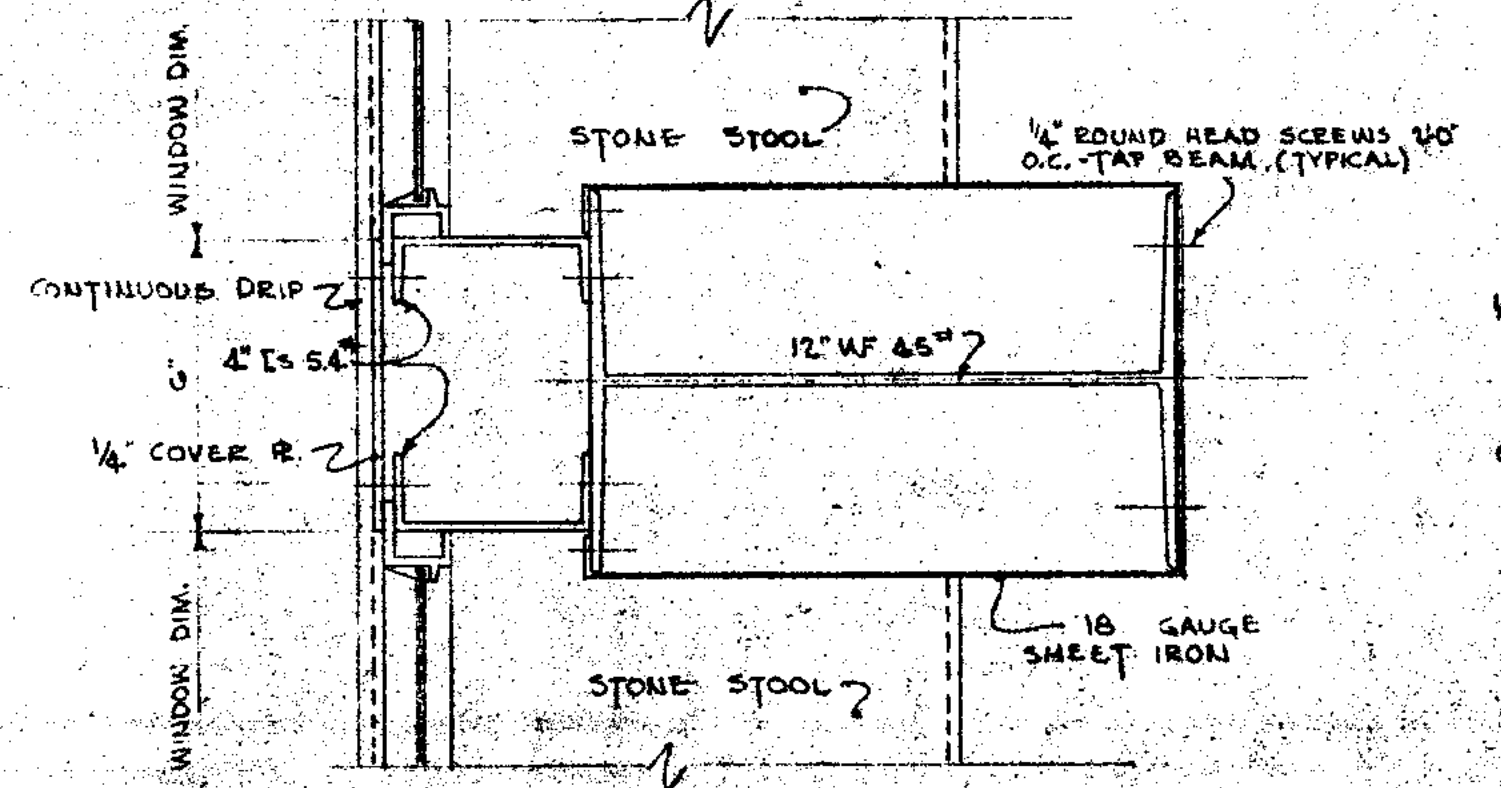 WINDOW DIM.
STONE STOOL
1/4" ROUND HEAD SCREWS 2'-0"
O.C.-TAP BEAM. (TYPICAL)
CONTINUOUS DRIP
12" WF 45#
4" [s 5.4#
6"
1/4" COVER PL.
18 GAUGE
SHEET IRON
STONE STOOL
WINDOW DIM.